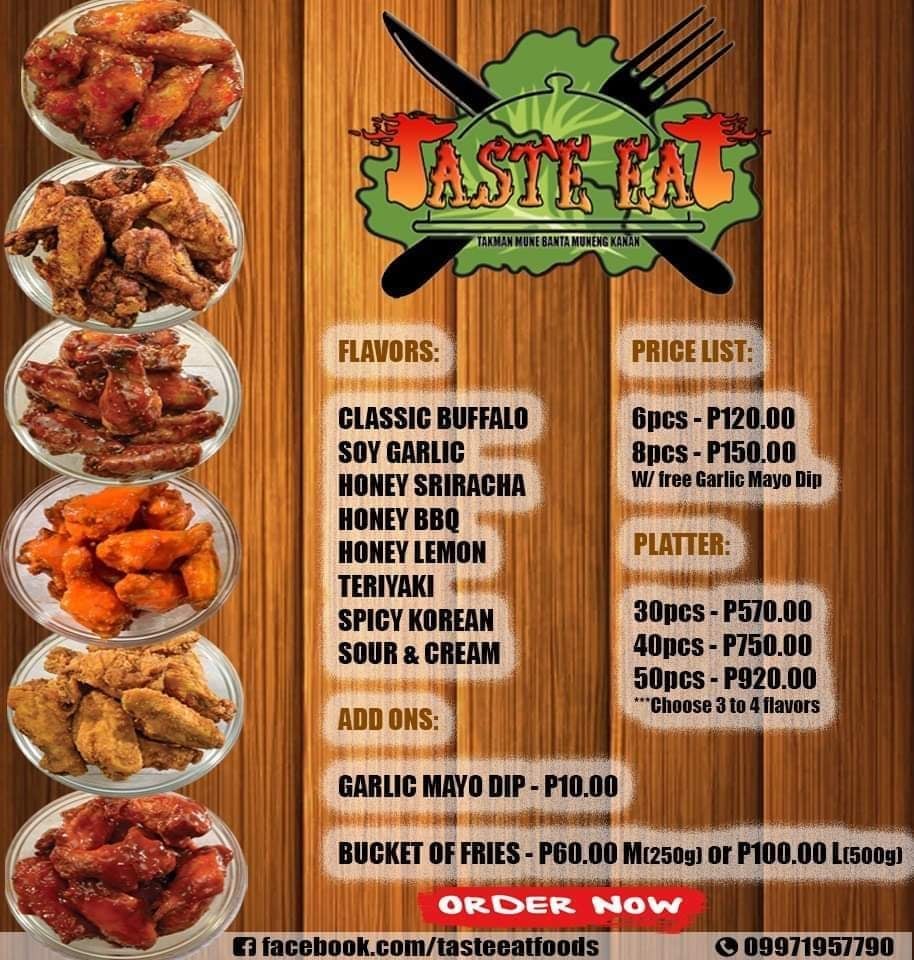 TASTE EAT
TAKMAN MUNE BANTA MUNENG KANAN
FLAVORS:
CLASSIC BUFFALO
SOY GARLIC
HONEY SRIRACHA
HONEY BBQ
HONEY LEMON
TERIYAKI
SPICY KOREAN
SOUR & CREAM
ADD ONS:
GARLIC MAYO DIP - P10.00
BUCKET OF FRIES - P60.00 M(250g) or P100.00 L(500g)
PRICE LIST:
6pcs - P120.00
8pcs - P150.00
W/ free Garlic Mayo Dip
PLATTER:
30pcs - P570.00
40pcs - P750.00
50pcs - P920.00
***Choose 3 to 4 flavors
ORDER NOW
facebook.com/tasteeatfoods
09971957790